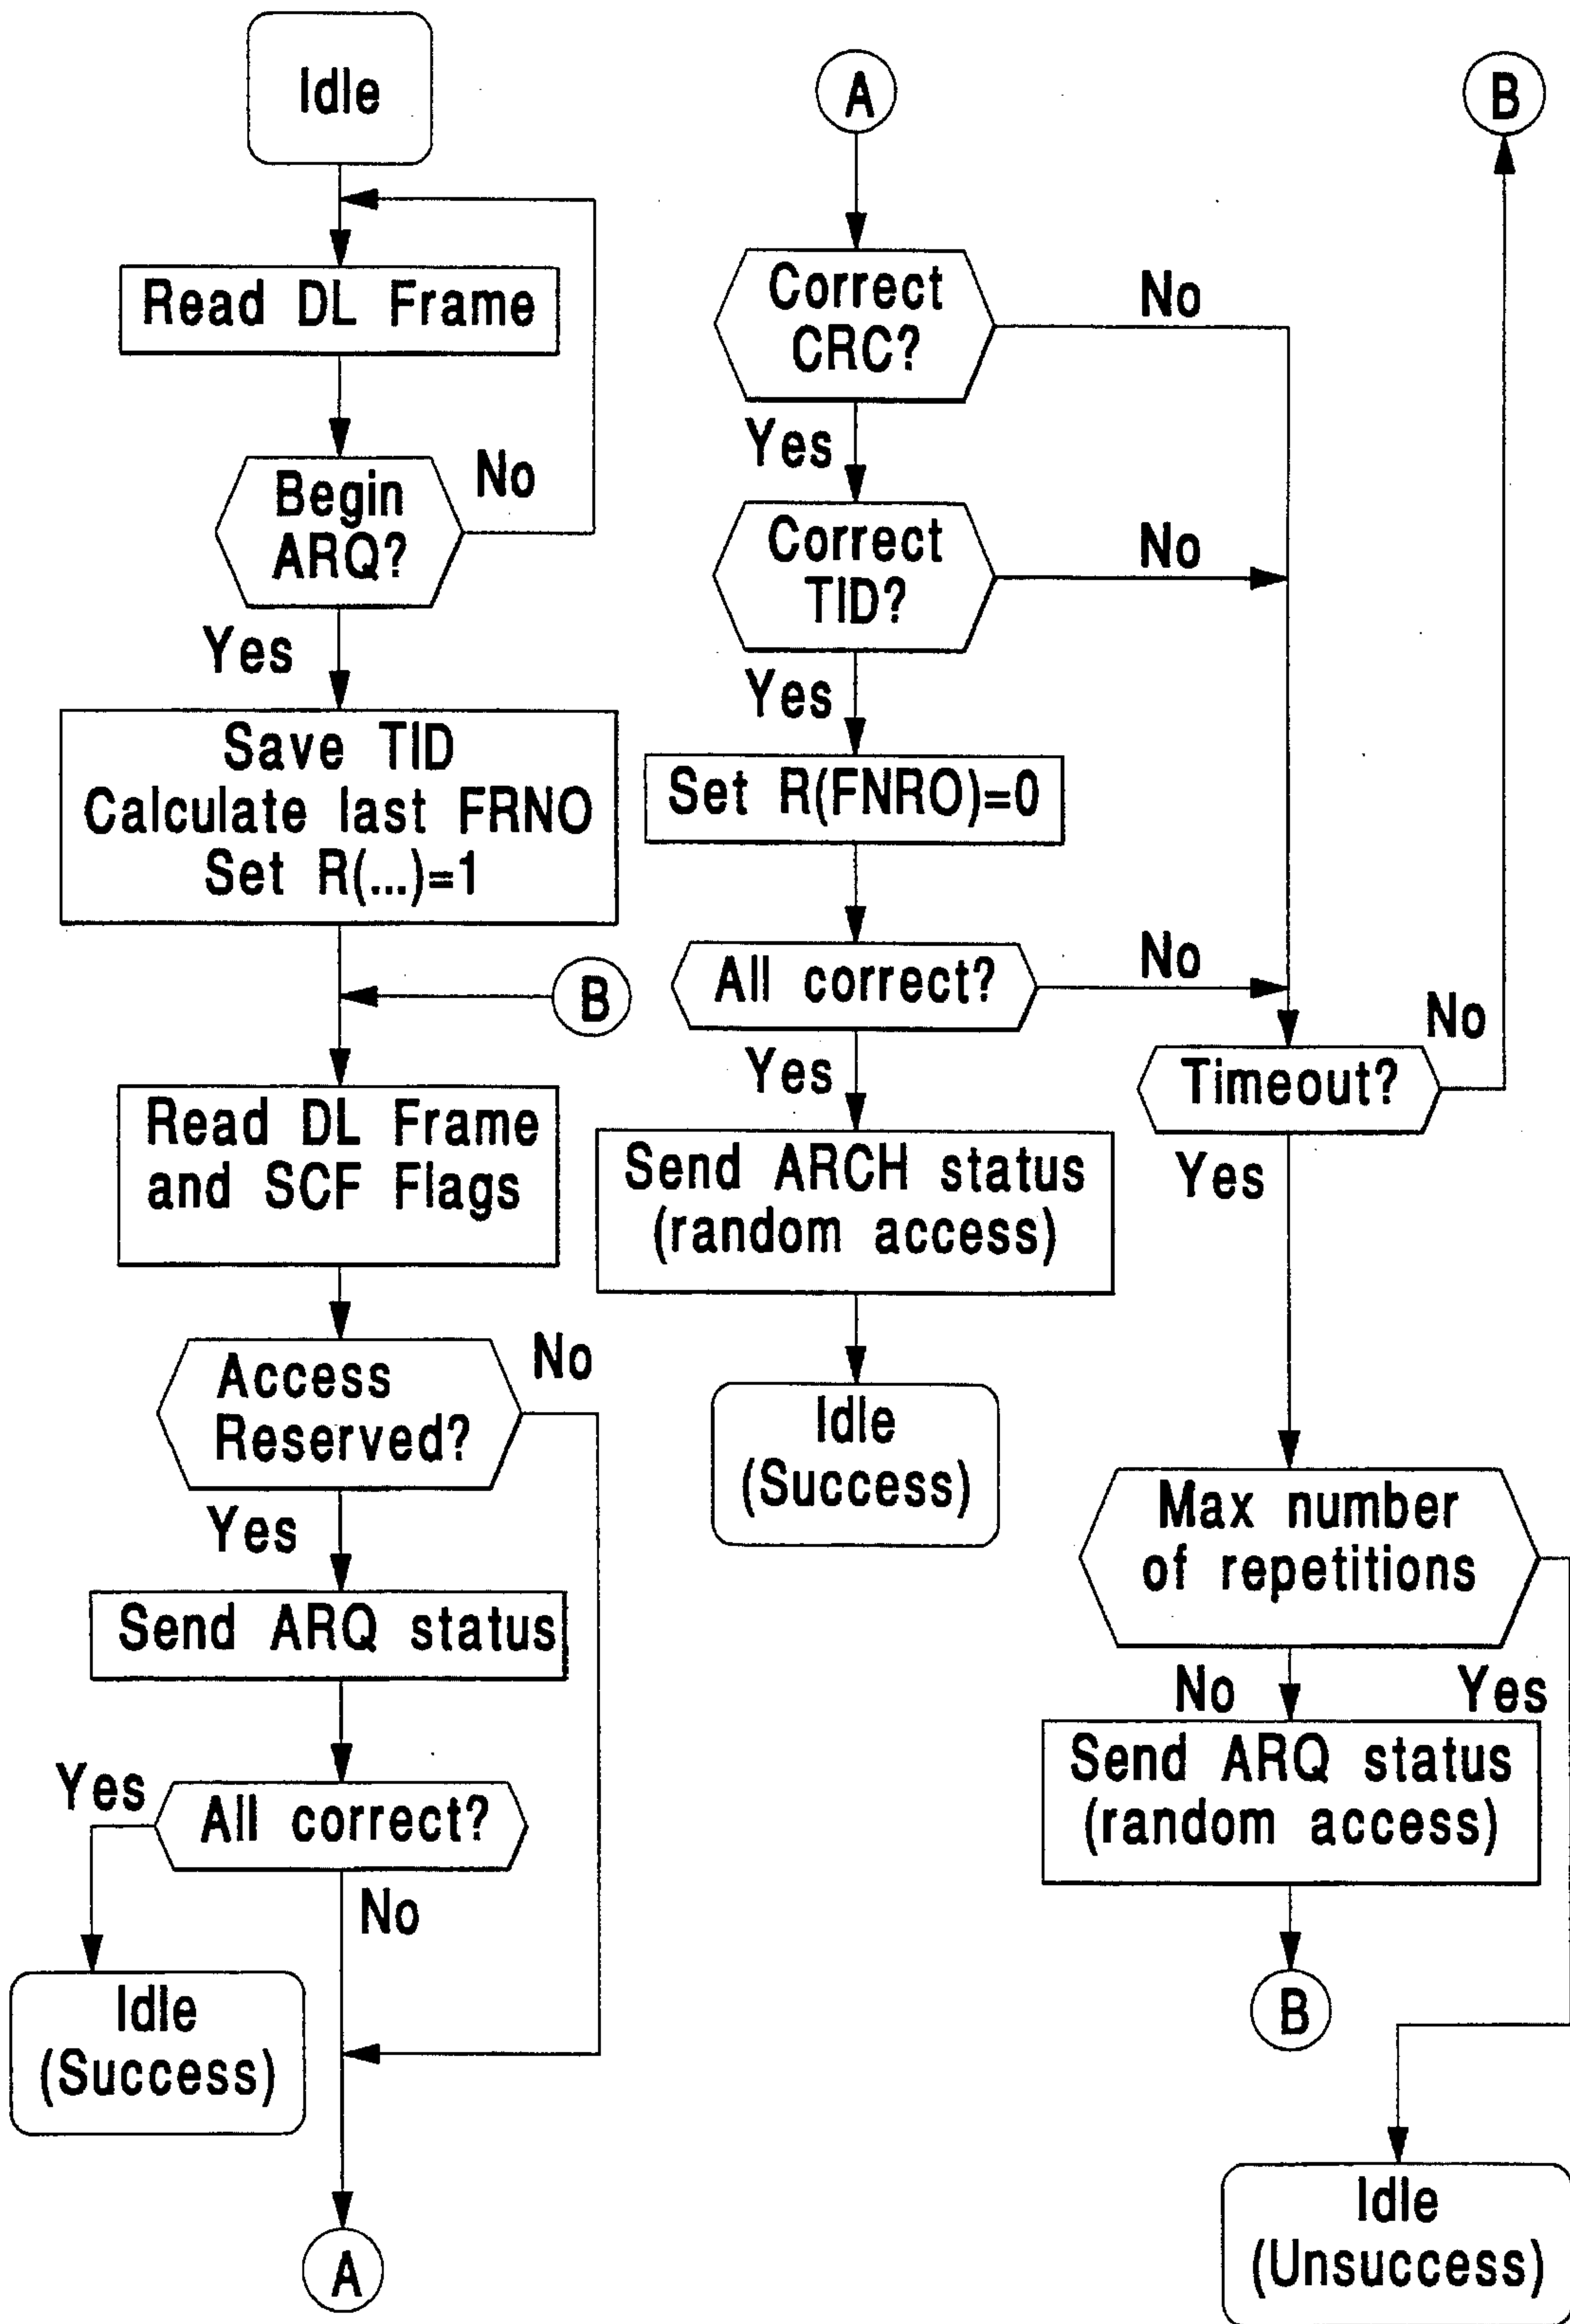 Idle
Read DL Frame
Begin
ARQ?
No
Yes
Save TID
Calculate last FRNO
Set R(...)=1
B
Read DL Frame
and SCF Flags
Access
Reserved?
No
Yes
Send ARQ status
Yes
All correct?
No
Idle
(Success)
A
A
Correct
CRC?
No
Yes
Correct
TID?
No
Yes
Set R(FNRO)=0
All correct?
No
Yes
Send ARCH status
(random access)
Idle
(Success)
B
No
Timeout?
Yes
Max number
of repetitions
No
Yes
Send ARQ status
(random access)
B
Idle
(Unsuccess)